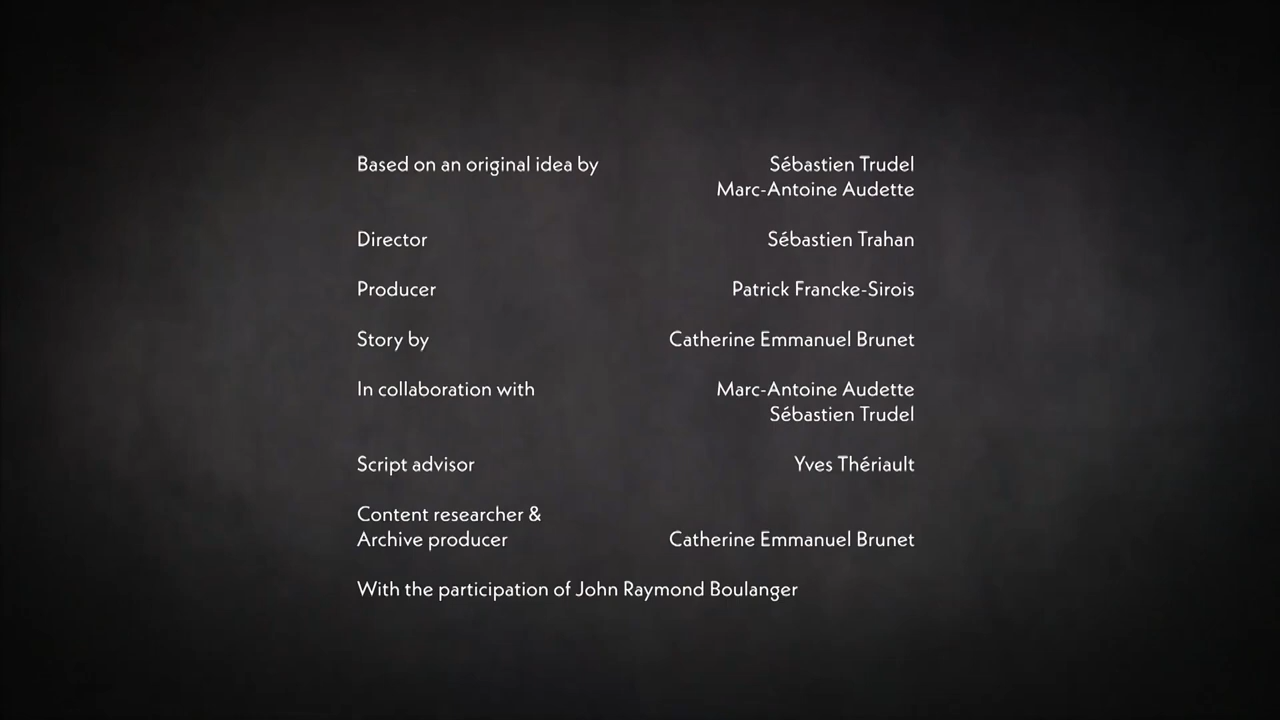 Based on an original idea by Sébastien Trudel
Marc-Antoine Audette
Director Sébastien Trahan
Producer Patrick Francke-Sirois
Story by Catherine Emmanuel Brunet
In collaboration with Marc-Antoine Audette
Sébastien Trudel
Script advisor Yves Thériault
Content researcher &
Archive producer Catherine Emmanuel Brunet
With the participation of John Raymond Boulanger